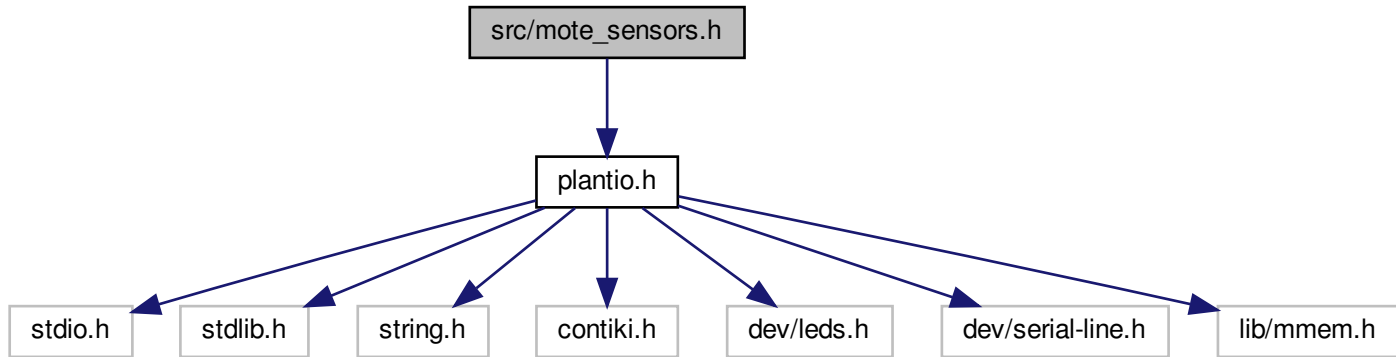 src/mote_sensors.h
plantio.h
stdio.h
stdlib.h
string.h
contiki.h
dev/leds.h
dev/serial-line.h
lib/mmem.h